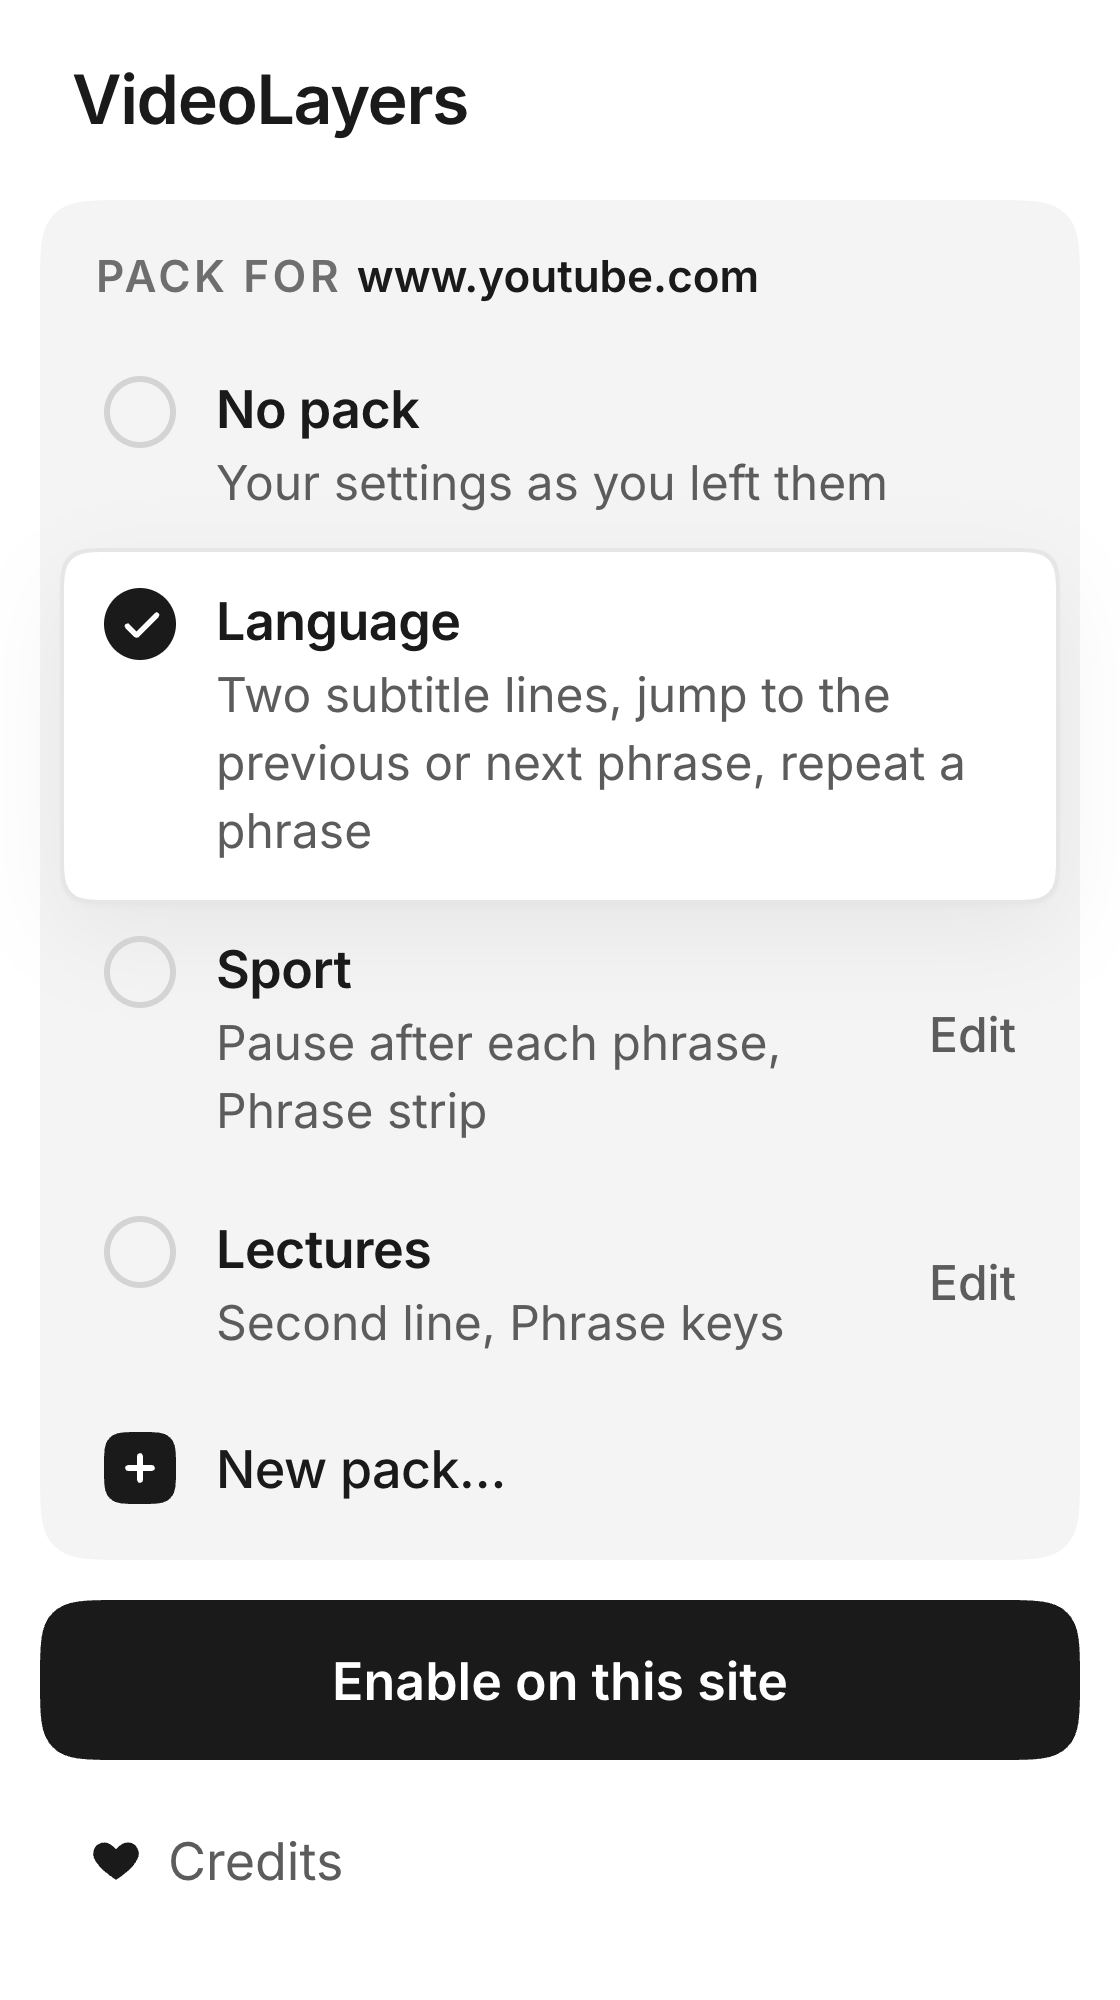 VideoLayers
PACK FOR www.youtube.com
No pack
Your settings as you left them
Language
Two subtitle lines, jump to the
previous or next phrase, repeat a
phrase
Sport
Pause after each phrase,
Phrase strip
Edit
Lectures
Second line, Phrase keys
Edit
New pack...
Enable on this site
Credits